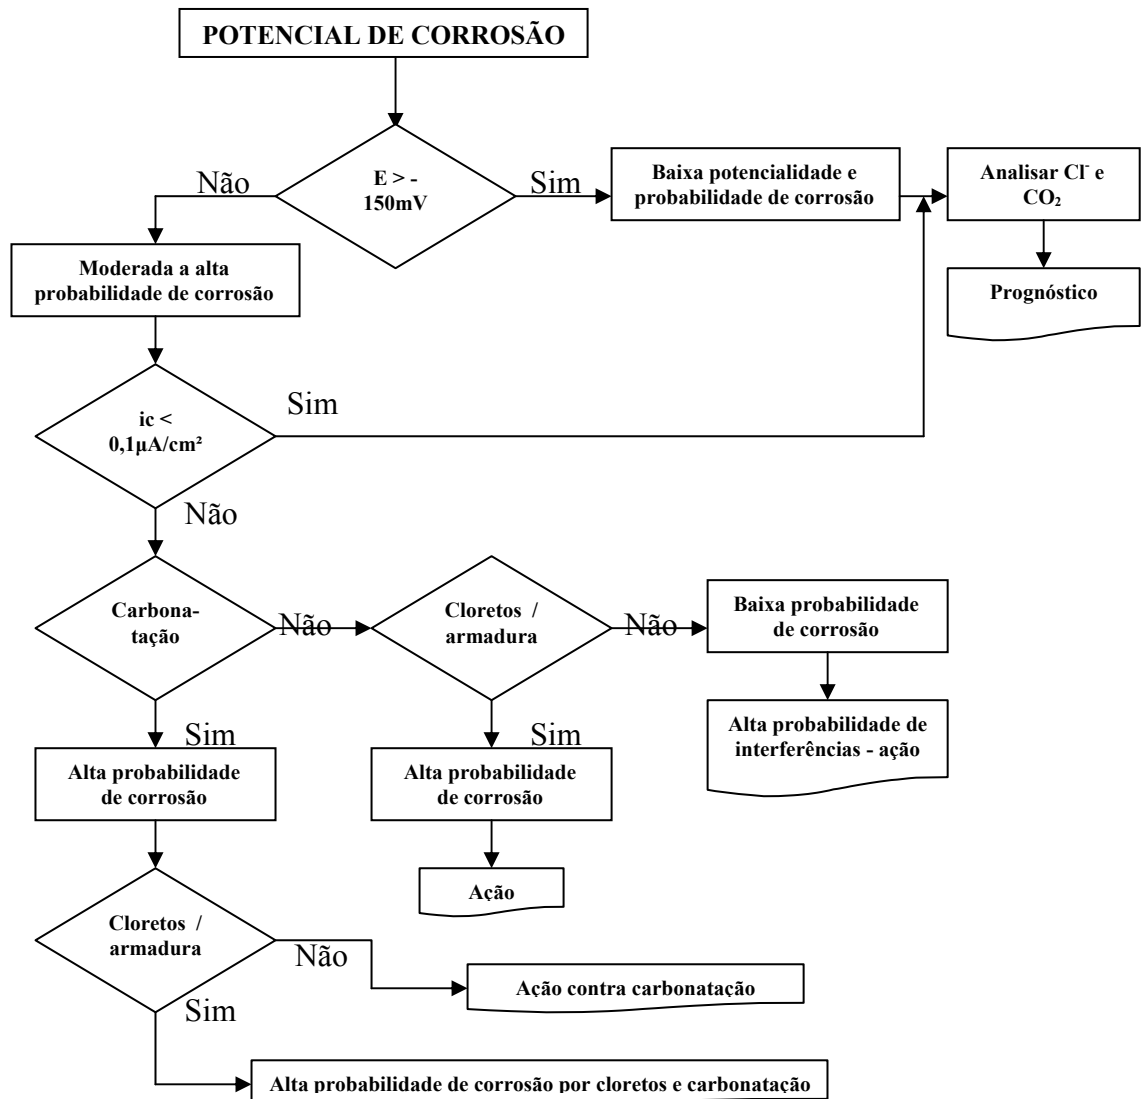 POTENCIAL DE CORROSÃO
E > -
150mV
Não
Sim
Baixa potencialidade e
probabilidade de corrosão
Analisar Cl⁻ e
CO₂
Moderada a alta
probabilidade de corrosão
Prognóstico
ic <
0,1µA/cm²
Sim
Não
Carbona-
tação
Não
Cloretos /
armadura
Não
Baixa probabilidade
de corrosão
Sim
Sim
Alta probabilidade de
interferências - ação
Alta probabilidade
de corrosão
Alta probabilidade
de corrosão
Ação
Cloretos /
armadura
Não
Ação contra carbonatação
Sim
Alta probabilidade de corrosão por cloretos e carbonatação